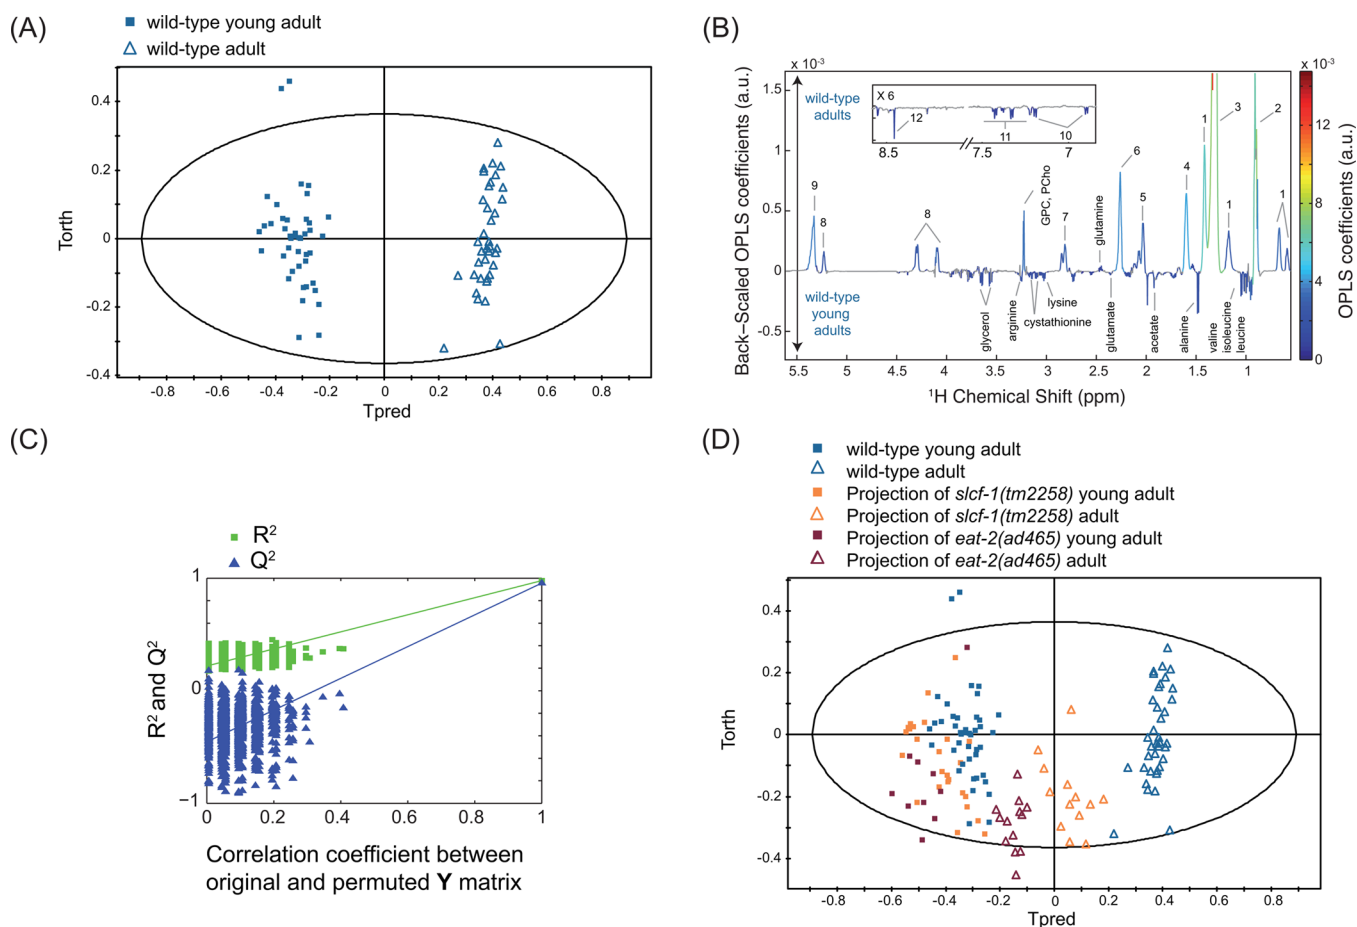 (A)
wild-type young adult
wild-type adult
0.4
0.2
0
-0.2
-0.4
Torth
-0.8
-0.6
-0.4
-0.2
0
0.2
0.4
0.6
0.8
Tpred
(B)
x 10⁻³
1.5
1
0.5
0
-0.5
Back–Scaled OPLS coefficients (a.u.)
wild-type
adults
wild-type
young
adults
X 6
12
11
10
8.5
7.5
7
9
8
8
GPC, PCho
7
glutamine
6
5
4
1
3
1
2
1
glycerol
arginine
cystathionine
lysine
glutamate
acetate
alanine
valine
isoleucine
leucine
5.5
5
4.5
4
3.5
3
2.5
2
1.5
1
¹H Chemical Shift (ppm)
x 10⁻³
12
8
4
0
OPLS coefficients (a.u.)
(C)
R²
Q²
1
0
−1
R² and Q²
0
0.2
0.4
0.6
0.8
1
Correlation coefficient between
original and permuted Y matrix
(D)
wild-type young adult
wild-type adult
Projection of slcf-1(tm2258) young adult
Projection of slcf-1(tm2258) adult
Projection of eat-2(ad465) young adult
Projection of eat-2(ad465) adult
0.4
0.2
0
-0.2
-0.4
Torth
-0.8
-0.6
-0.4
-0.2
0
0.2
0.4
0.6
0.8
Tpred